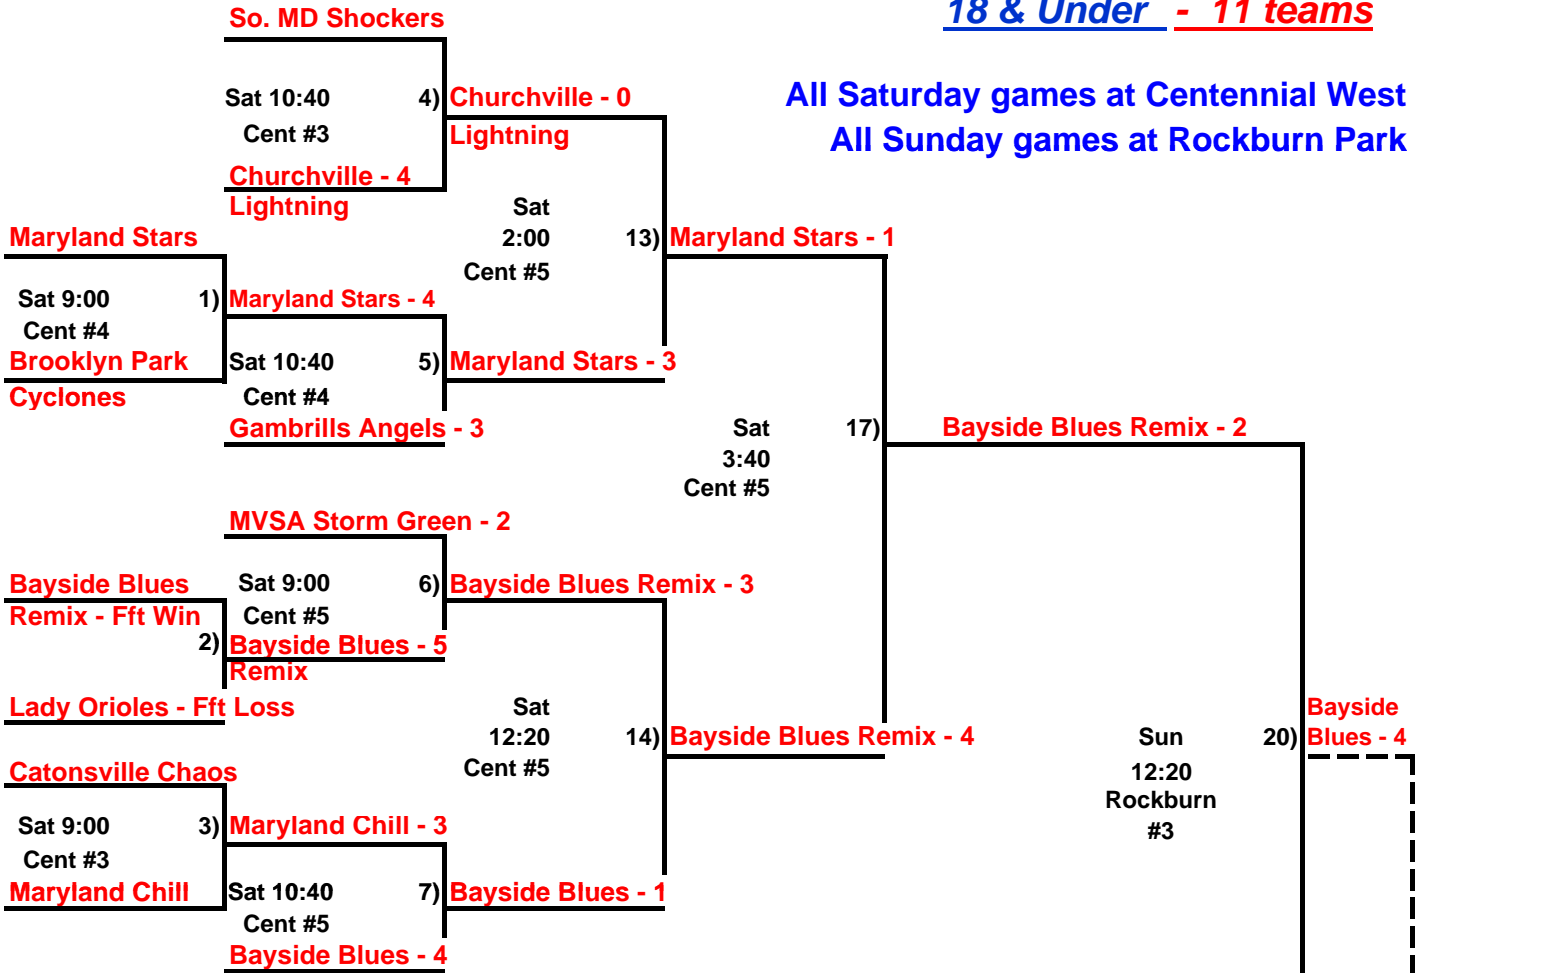 So. MD Shockers
18 & Under - 11 teams
Sat 10:40 4) Churchville - 0
All Saturday games at Centennial West
Cent #3 Lightning
All Sunday games at Rockburn Park
Churchville - 4
Lightning Sat
Maryland Stars 2:00 13) Maryland Stars - 1
Cent #5
Sat 9:00 1) Maryland Stars - 4
Cent #4
Brooklyn Park Sat 10:40 5) Maryland Stars - 3
Cyclones Cent #4
Gambrills Angels - 3 Sat 17) Bayside Blues Remix - 2
3:40
Cent #5
MVSA Storm Green - 2
Bayside Blues Sat 9:00 6) Bayside Blues Remix - 3
Remix - Fft Win Cent #5
2) Bayside Blues - 5
Remix
Lady Orioles - Fft Loss Sat Bayside
12:20 14) Bayside Blues Remix - 4 Sun 20) Blues - 4
Catonsville Chaos Cent #5 12:20
Rockburn
Sat 9:00 3) Maryland Chill - 3 #3
Cent #3
Maryland Chill Sat 10:40 7) Bayside Blues - 1
Cent #5
Bayside Blues - 4